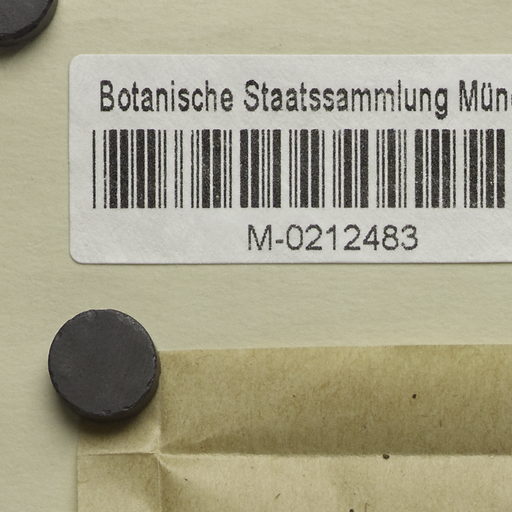 Botanische Staatssammlung Mün
M-0212483